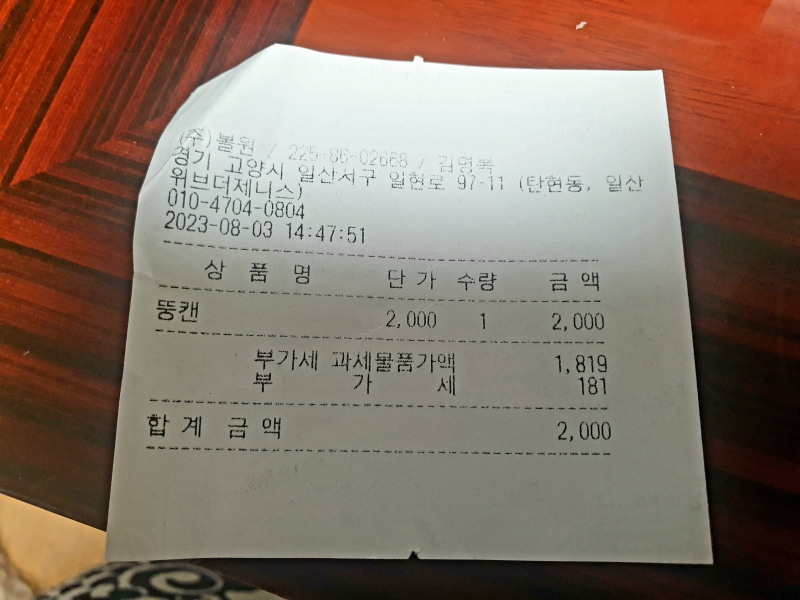 (주)볼원 / 225-86-02668 / 김영복
경기 고양시 일산서구 일현로 97-11 (탄현동, 일산
위브더제니스)
010-4704-0804
2023-08-03 14:47:51
상 품 명 단 가 수량 금 액
뚱캔 2,000 1 2,000
부가세 과세물품가액 1,819
부 가 세 181
합 계 금 액 2,000